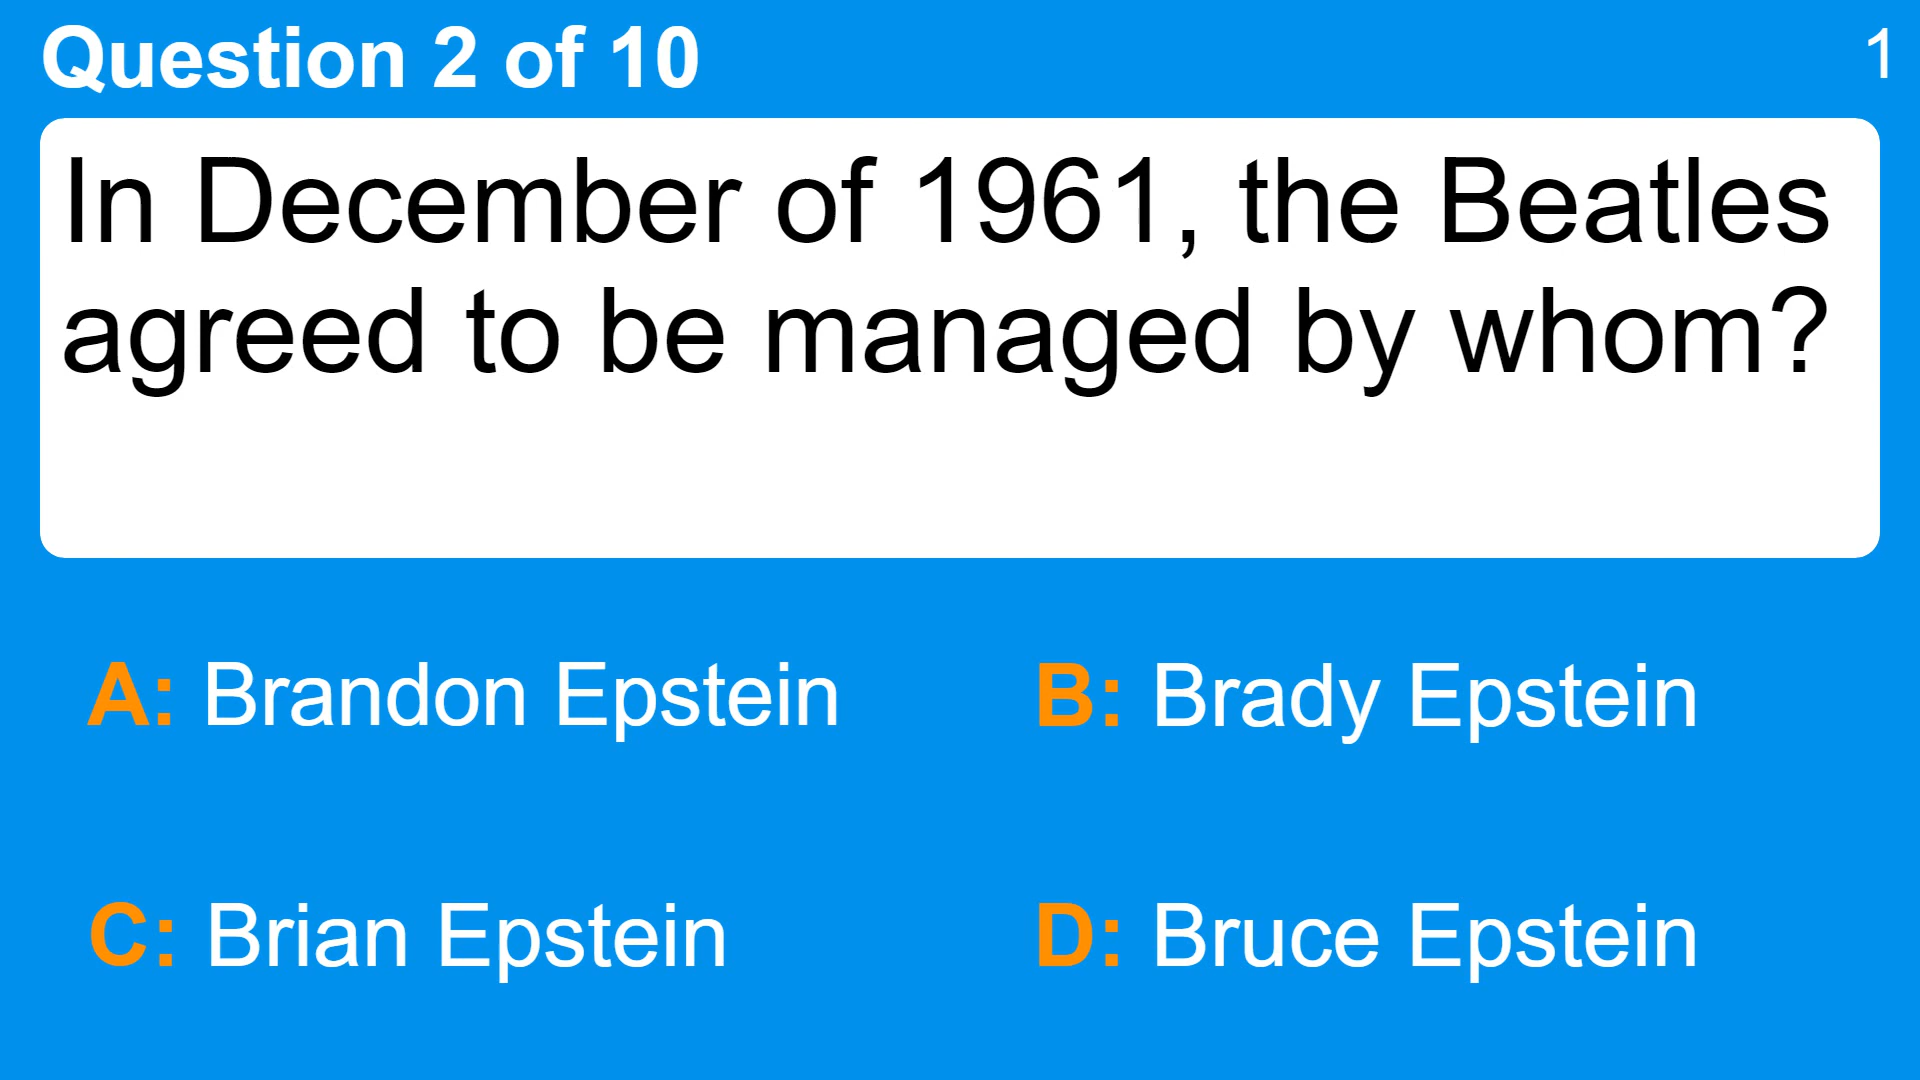 Question 2 of 10
1
In December of 1961, the Beatles
agreed to be managed by whom?
A: Brandon Epstein
B: Brady Epstein
C: Brian Epstein
D: Bruce Epstein